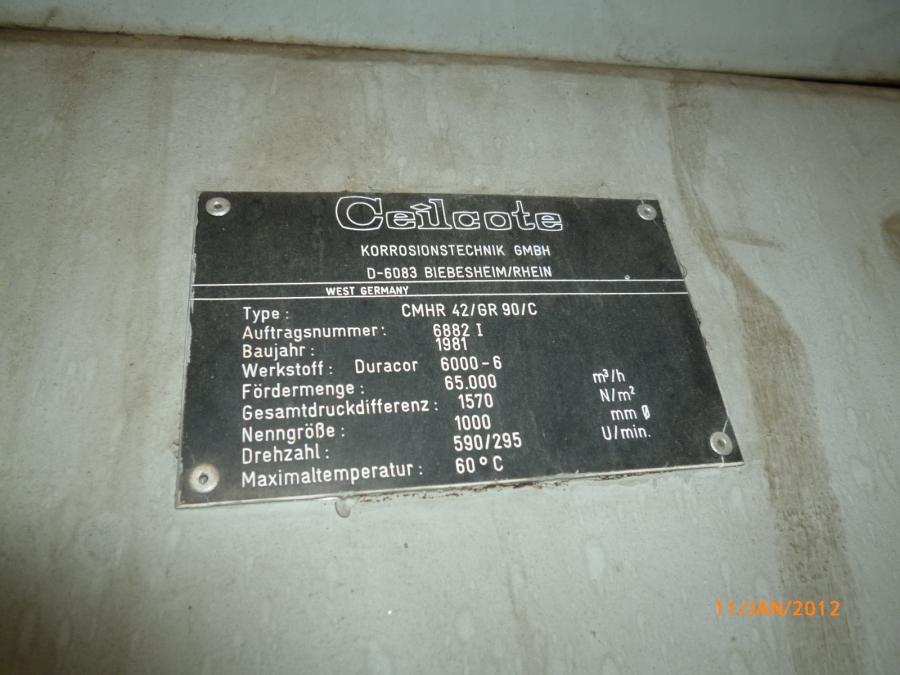 Ceilcote
KORROSIONSTECHNIK GMBH
D-6083 BIEBESHEIM/RHEIN
WEST GERMANY
Type: CMHR 42/GR 90/C
Auftragsnummer: 6882 I
Baujahr: 1981
Werkstoff: Duracor 6000-6
Fördermenge: 65.000 m³/h
Gesamtdruckdifferenz: 1570 N/m²
Nenngröße: 1000 mm Ø
Drehzahl: 590/295 U/min.
Maximaltemperatur: 60°C
11/JAN/2012